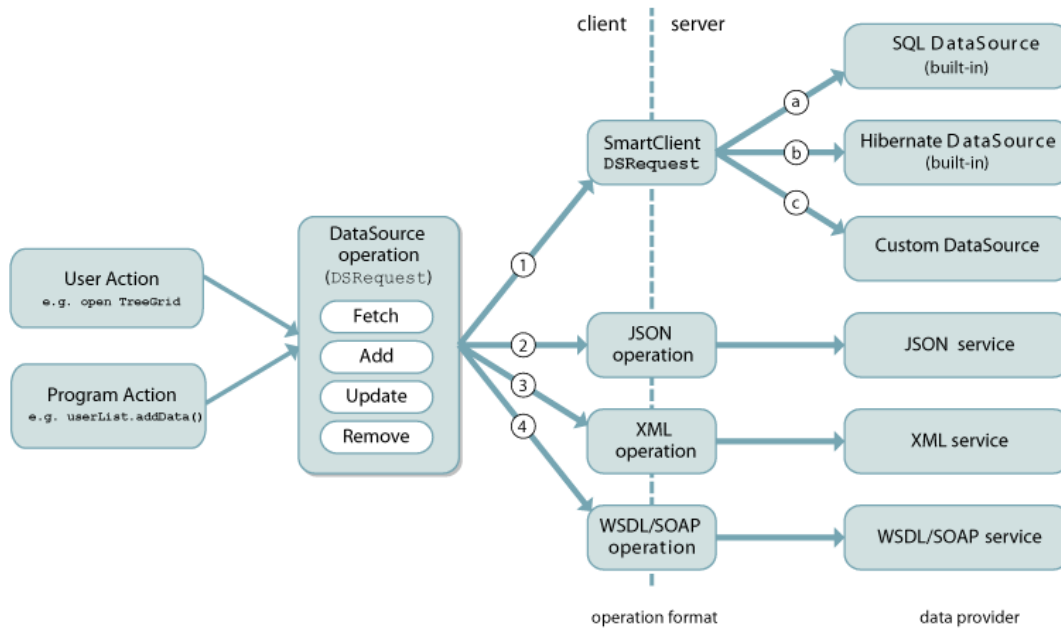 client
server
User Action
e.g. open TreeGrid
Program Action
e.g. userList.addData()
DataSource
operation
(DSRequest)
Fetch
Add
Update
Remove
1
2
3
4
SmartClient
DSRequest
a
b
c
SQL DataSource
(built-in)
Hibernate DataSource
(built-in)
Custom DataSource
JSON
operation
JSON service
XML
operation
XML service
WSDL/SOAP
operation
WSDL/SOAP service
operation format
data provider